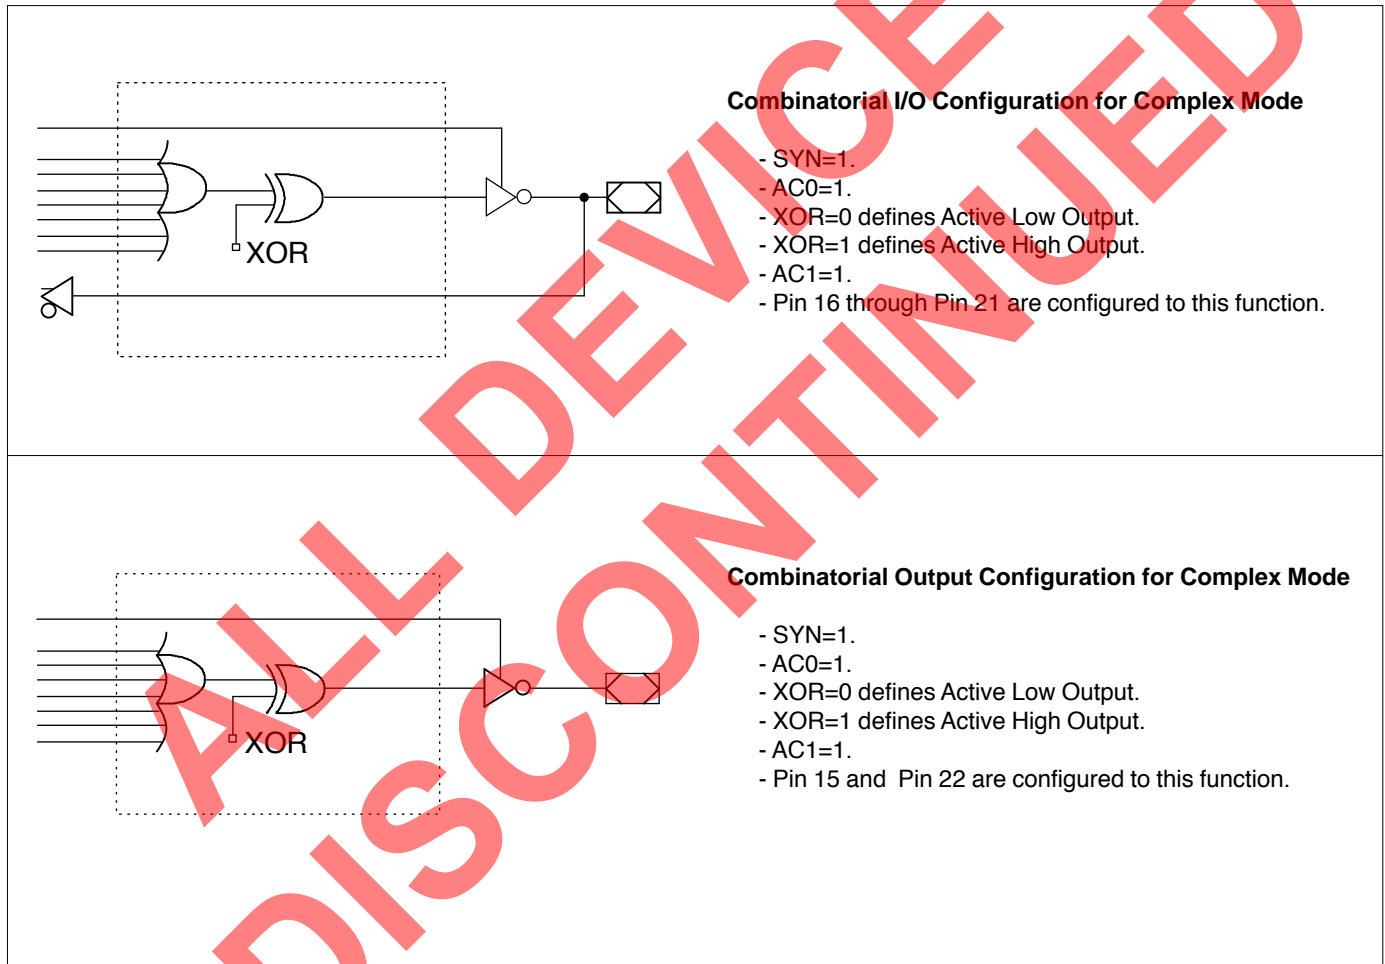 Combinatorial I/O Configuration for Complex Mode
- SYN=1.
- AC0=1.
- XOR=0 defines Active Low Output.
- XOR=1 defines Active High Output.
- AC1=1.
- Pin 16 through Pin 21 are configured to this function.
XOR
Combinatorial Output Configuration for Complex Mode
- SYN=1.
- AC0=1.
- XOR=0 defines Active Low Output.
- XOR=1 defines Active High Output.
- AC1=1.
- Pin 15 and  Pin 22 are configured to this function.
XOR
ALL DEVICE
DISCONTINUED